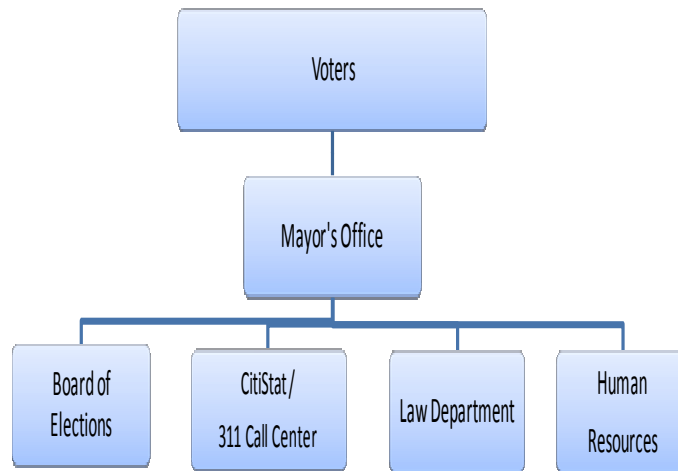 Voters
Mayor's Office
Board of
Elections
CitiStat /
311 Call Center
Law Department
Human
Resources